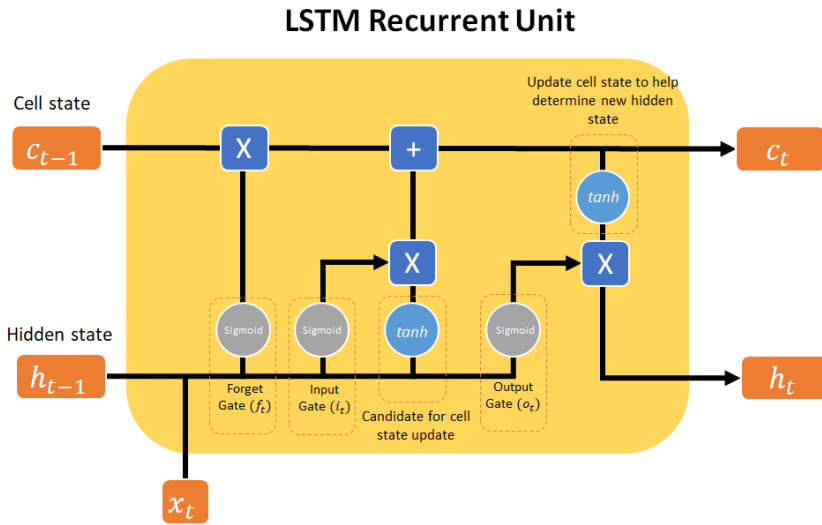 LSTM Recurrent Unit
Update cell state to help
determine new hidden
state
Cell state
c_{t−1}
X
+
c_t
tanh
X
X
Hidden state
Sigmoid
Sigmoid
tanh
Sigmoid
h_{t−1}
h_t
Forget
Gate (f_t)
Input
Gate (i_t)
Candidate for cell
state update
Output
Gate (o_t)
x_t